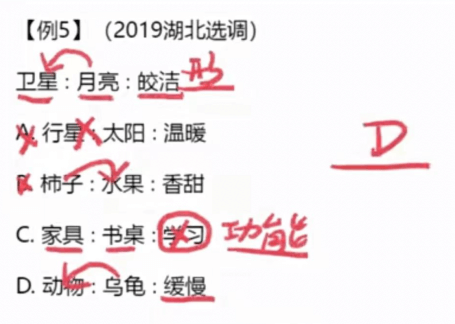 【例5】（2019湖北选调）
卫星：月亮：皎洁 形
A. 行星：太阳：温暖
D
B. 柿子：水果：香甜
C. 家具：书桌：学习 功能
D. 动物：乌龟：缓慢